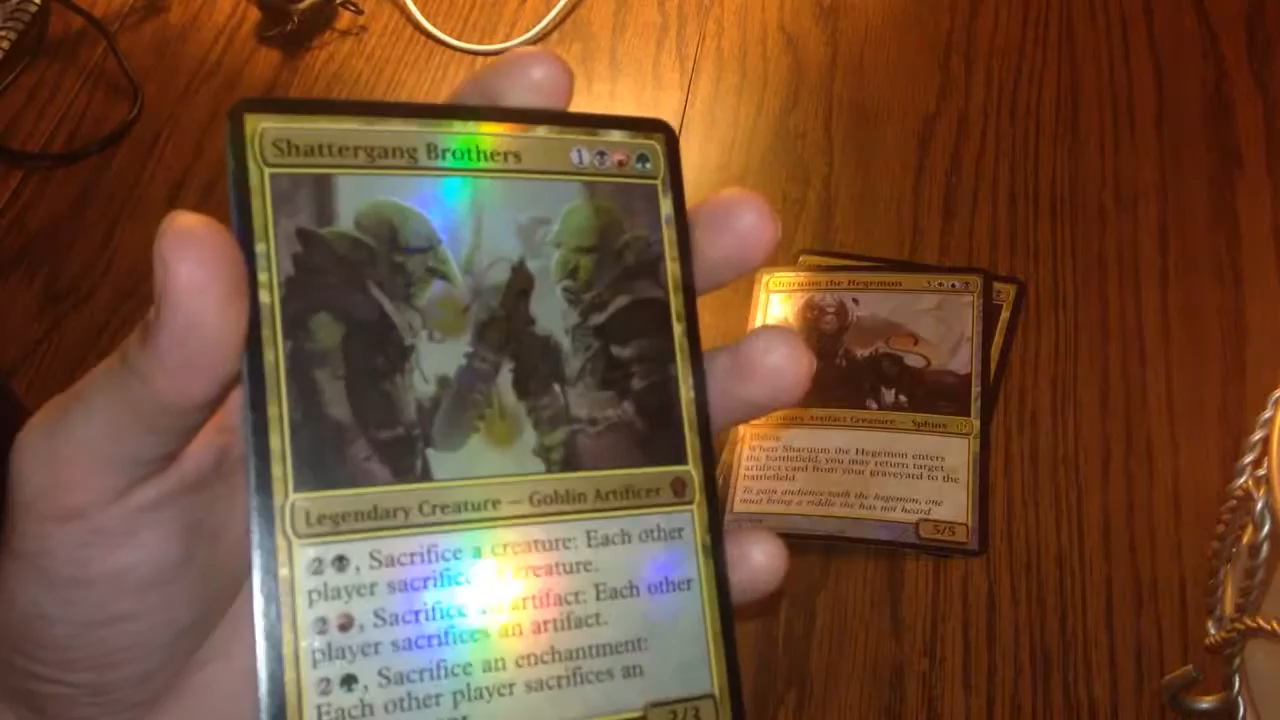 Shattergang Brothers 1
Legendary Creature — Goblin Artificer
2 , Sacrifice a creature: Each other
player sacrifices a creature.
2 , Sacrifice an artifact: Each other
player sacrifices an artifact.
2 , Sacrifice an enchantment:
Each other player sacrifices an
2/3
Sharuum the Hegemon 3
Legendary Artifact Creature — Sphinx
Flying
When Sharuum the Hegemon enters
the battlefield, you may return target
artifact card from your graveyard to the
battlefield.
To gain audience with the hegemon, one
must bring a riddle she has not heard.
5/5